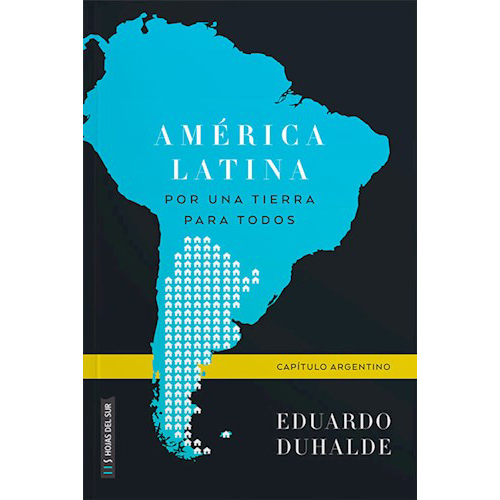 AMÉRICA
LATINA
POR UNA TIERRA
PARA TODOS
CAPÍTULO ARGENTINO
EDUARDO
DUHALDE
HOJAS DEL SUR